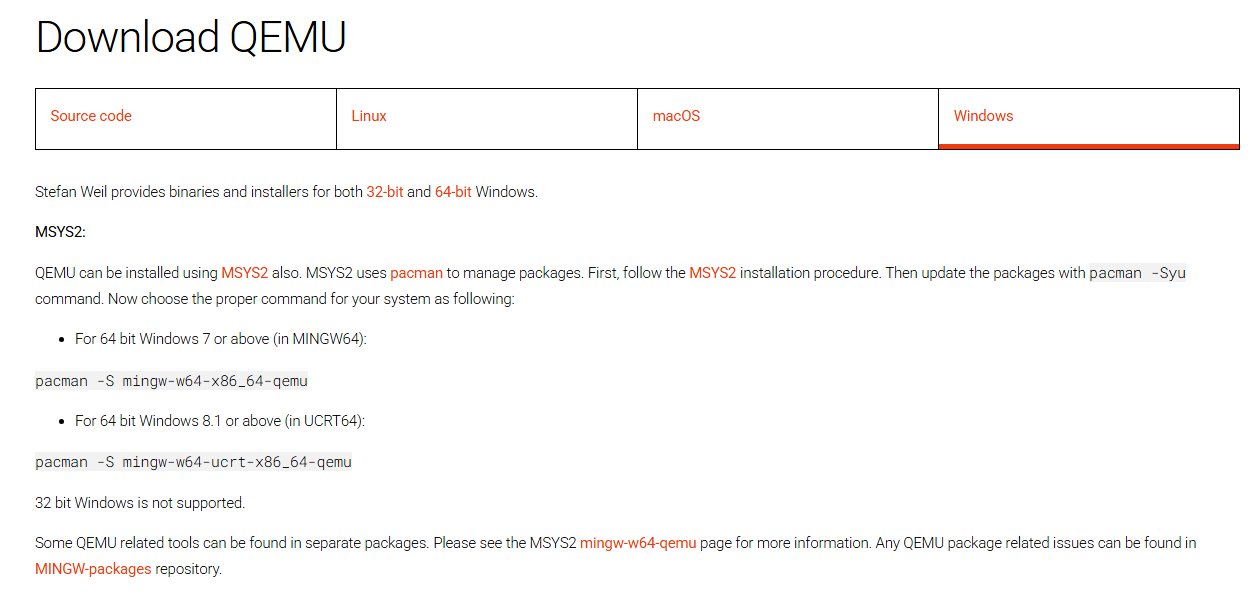 Download QEMU
Source code
Linux
macOS
Windows
Stefan Weil provides binaries and installers for both 32-bit and 64-bit Windows.
MSYS2:
QEMU can be installed using MSYS2 also. MSYS2 uses pacman to manage packages. First, follow the MSYS2 installation procedure. Then update the packages with pacman -Syu
command. Now choose the proper command for your system as following:
• For 64 bit Windows 7 or above (in MINGW64):
pacman -S mingw-w64-x86_64-qemu
• For 64 bit Windows 8.1 or above (in UCRT64):
pacman -S mingw-w64-ucrt-x86_64-qemu
32 bit Windows is not supported.
Some QEMU related tools can be found in separate packages. Please see the MSYS2 mingw-w64-qemu page for more information. Any QEMU package related issues can be found in
MINGW-packages repository.